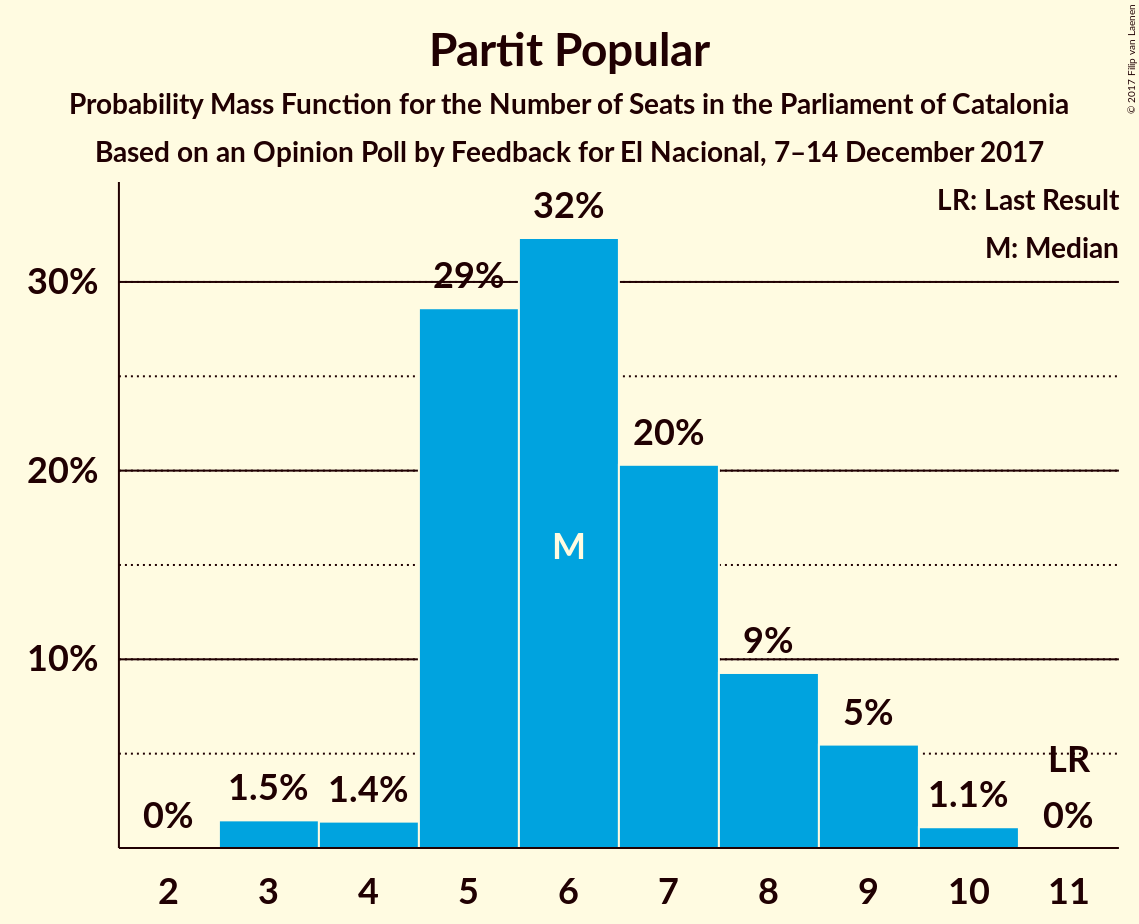 Partit Popular
Probability Mass Function for the Number of Seats in the Parliament of Catalonia
Based on an Opinion Poll by Feedback for El Nacional, 7–14 December 2017
© 2017 Filip van Laenen
LR: Last Result
M: Median
30%
20%
10%
0%
1.5%
1.4%
29%
32%
M
20%
9%
5%
1.1%
LR
0%
2 3 4 5 6 7 8 9 10 11